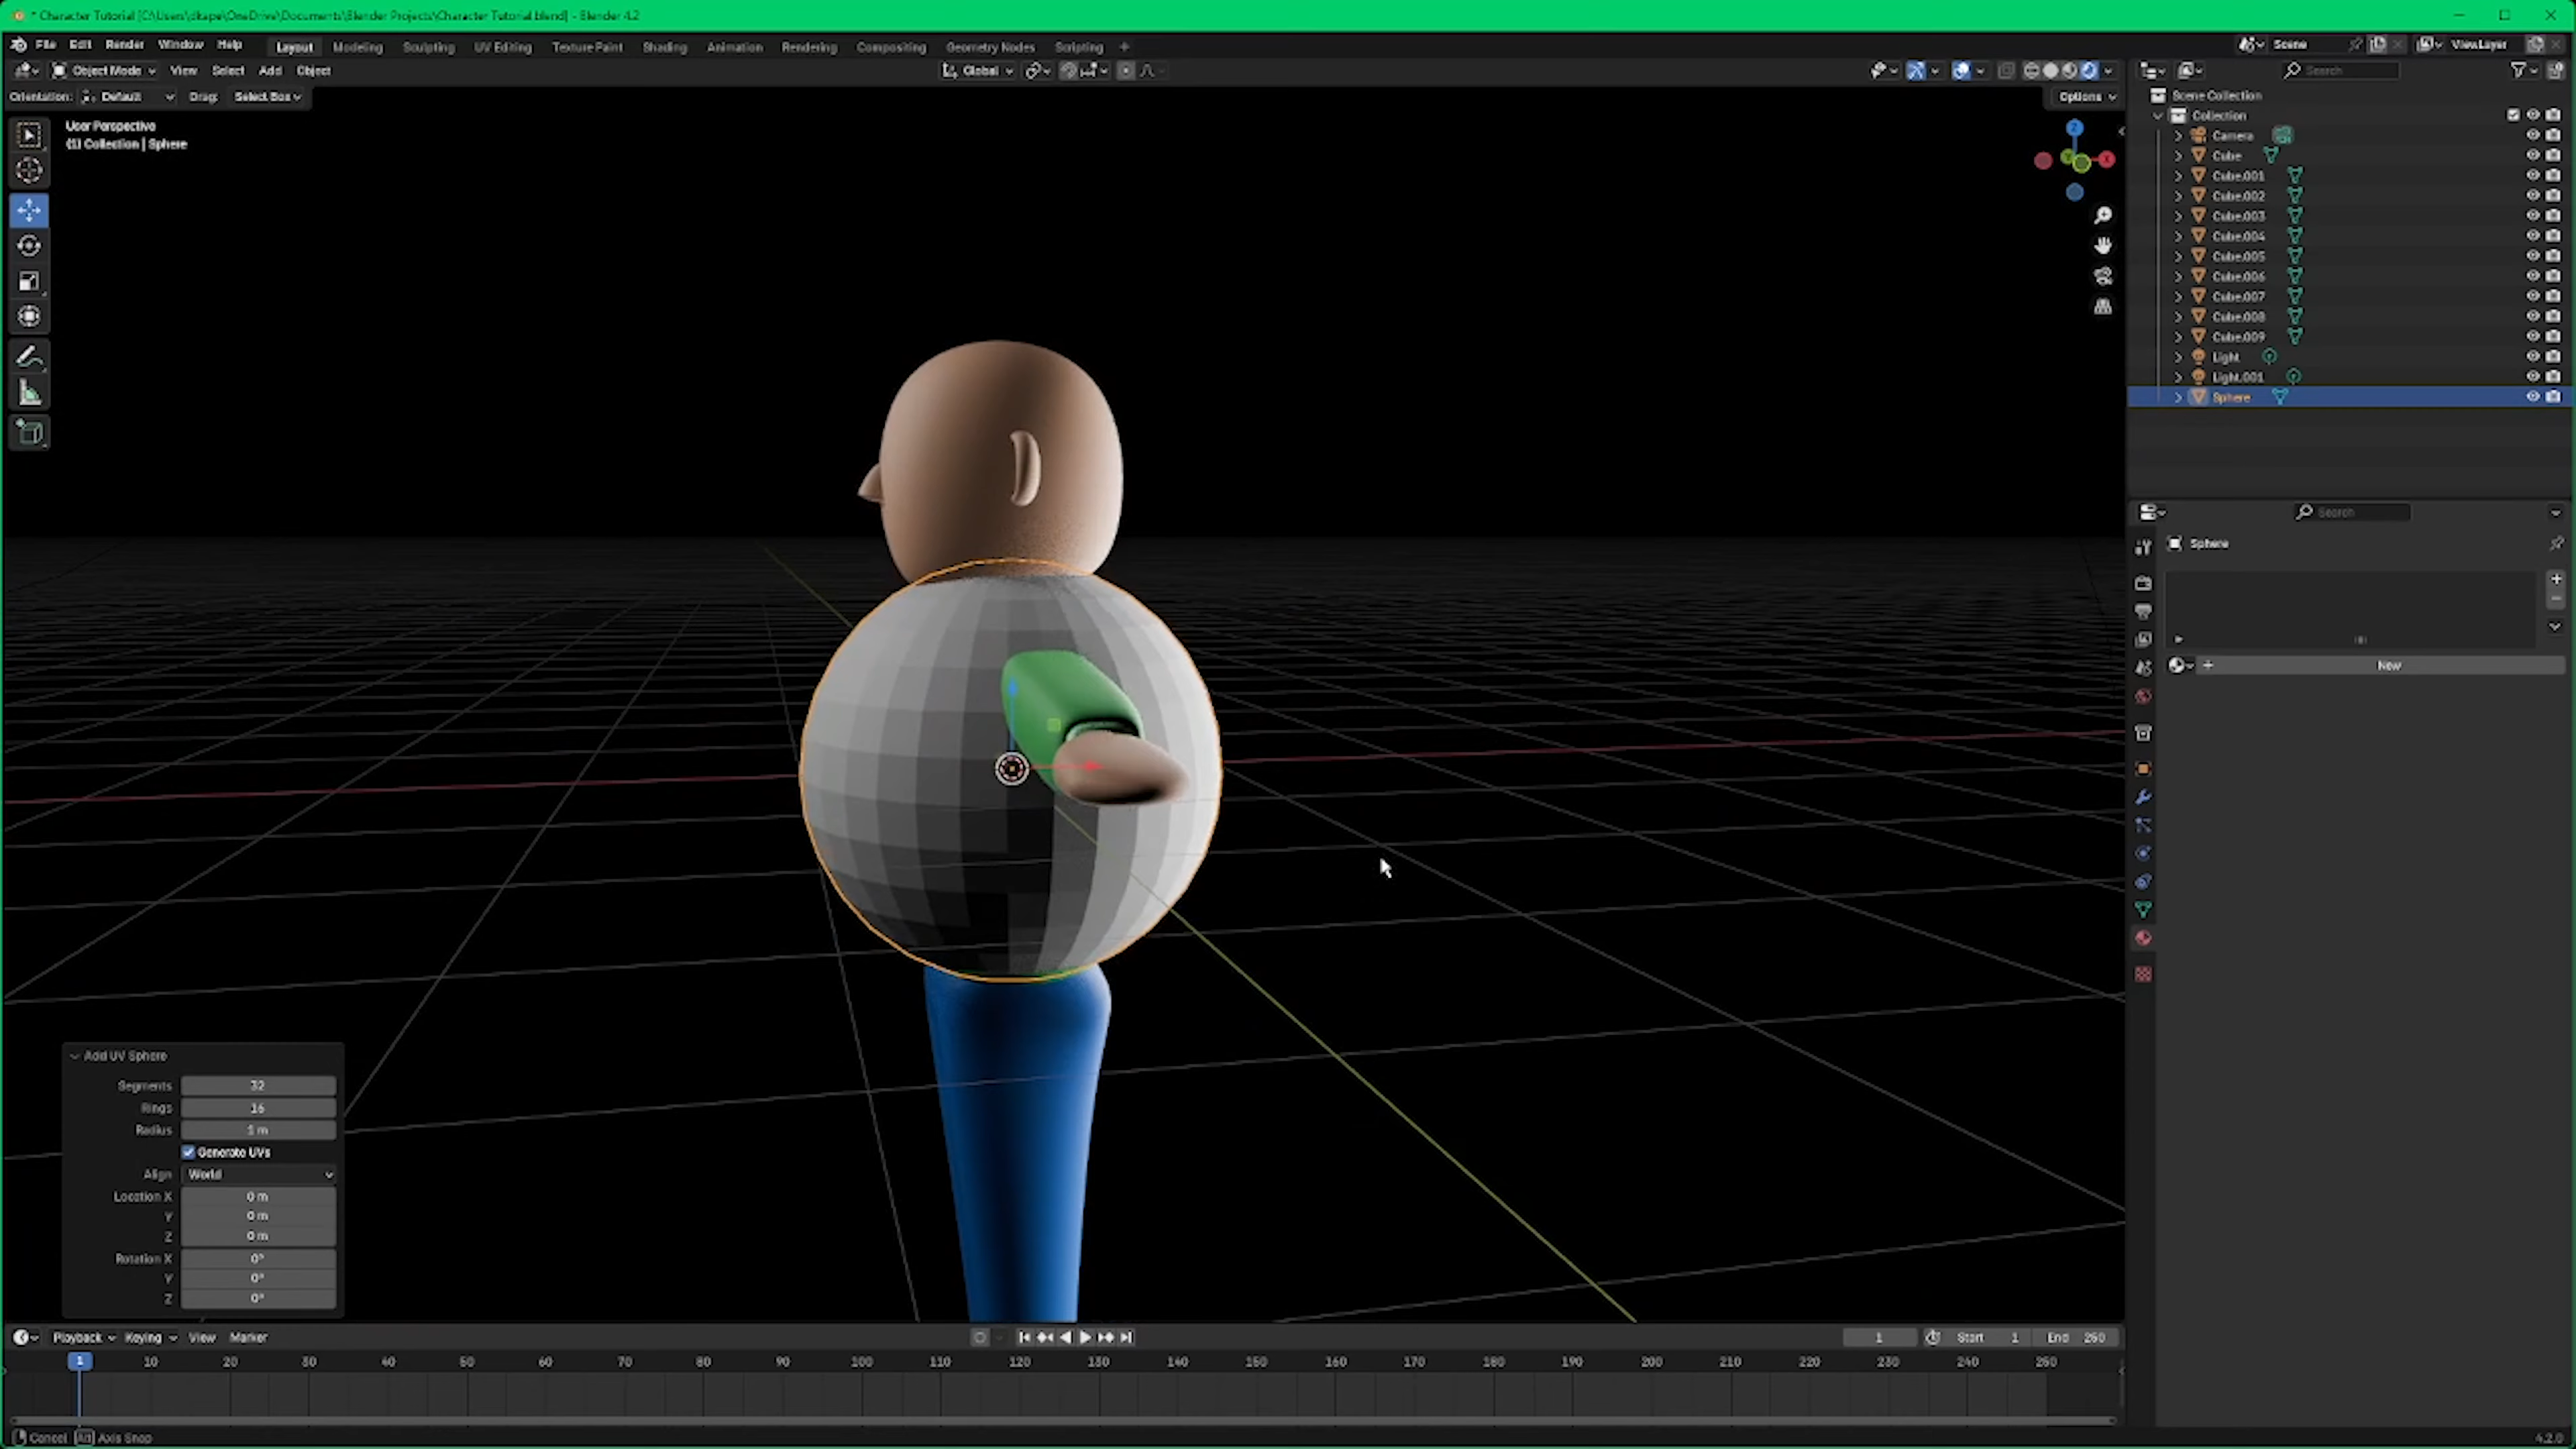 * Character Tutorial [C:\Users\dkape\OneDrive\Documents\Blender Projects\Character Tutorial.blend] - Blender 4.2
File Edit Render Window Help Layout Modeling Sculpting UV Editing Texture Paint Shading Animation Rendering Compositing Geometry Nodes Scripting + Scene ViewLayer
Object Mode View Select Add Object Global Search
Orientation: Default Drag: Select Box Options
Scene Collection
User Perspective
(1) Collection | Sphere
Collection
Camera
Cube
Cube.001
Cube.002
Cube.003
Cube.004
Cube.005
Cube.006
Cube.007
Cube.008
Cube.009
Light
Light.001
Sphere
Z
X
Y
Search
Sphere
New
Add UV Sphere
Segments 32
Rings 16
Radius 1 m
Generate UVs
Align World
Location X 0 m
Y 0 m
Z 0 m
Rotation X 0°
Y 0°
Z 0°
Playback Keying View Marker 1 Start 1 End 250
1 10 20 30 40 50 60 70 80 90 100 110 120 130 140 150 160 170 180 190 200 210 220 230 240 250
Cancel Alt Axis Snap
4.2.0